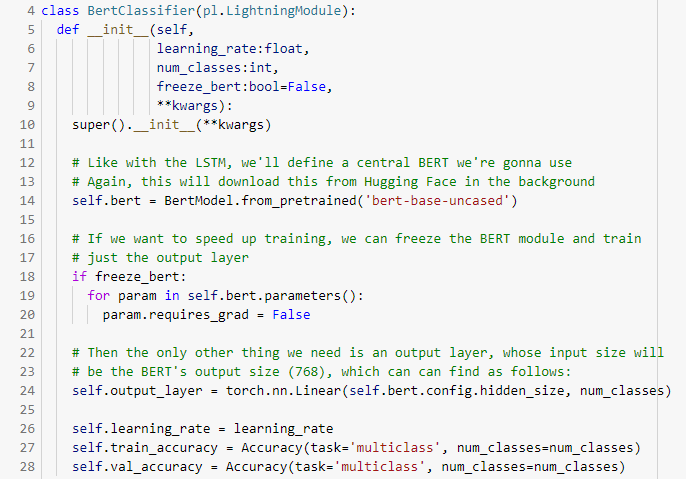 4 class BertClassifier(pl.LightningModule):
5   def __init__(self,
6                learning_rate:float,
7                num_classes:int,
8                freeze_bert:bool=False,
9                **kwargs):
10     super().__init__(**kwargs)
11
12     # Like with the LSTM, we'll define a central BERT we're gonna use
13     # Again, this will download this from Hugging Face in the background
14     self.bert = BertModel.from_pretrained('bert-base-uncased')
15
16     # If we want to speed up training, we can freeze the BERT module and train
17     # just the output layer
18     if freeze_bert:
19       for param in self.bert.parameters():
20         param.requires_grad = False
21
22     # Then the only other thing we need is an output layer, whose input size will
23     # be the BERT's output size (768), which can can find as follows:
24     self.output_layer = torch.nn.Linear(self.bert.config.hidden_size, num_classes)
25
26     self.learning_rate = learning_rate
27     self.train_accuracy = Accuracy(task='multiclass', num_classes=num_classes)
28     self.val_accuracy = Accuracy(task='multiclass', num_classes=num_classes)